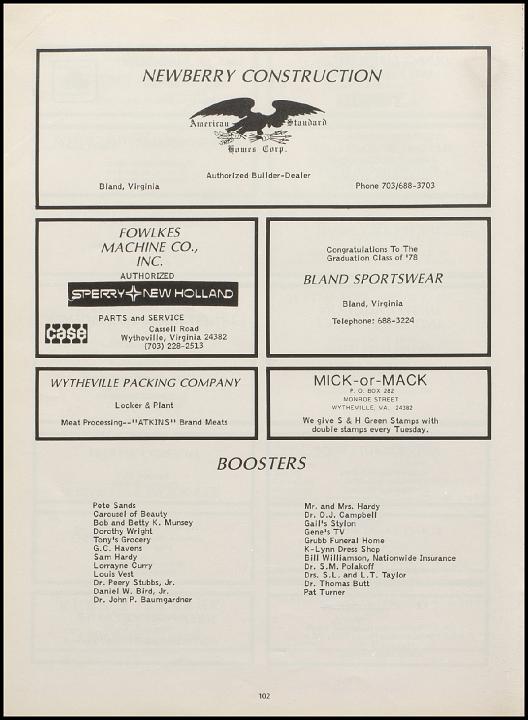 NEWBERRY CONSTRUCTION
American Standard
Homes Corp.
Authorized Builder-Dealer
Bland, Virginia Phone 703/688-3703
FOWLKES
MACHINE CO.,
INC.
AUTHORIZED
SPERRY NEW HOLLAND
PARTS and SERVICE
case
Cassell Road
Wytheville, Virginia 24382
(703) 228-2513
Congratulations To The
Graduation Class of '78
BLAND SPORTSWEAR
Bland, Virginia
Telephone: 688-3224
WYTHEVILLE PACKING COMPANY
Locker & Plant
Meat Processing--"ATKINS" Brand Meats
MICK-or-MACK
P. O. BOX 282
MONROE STREET
WYTHEVILLE, VA. 24382
We give S & H Green Stamps with
double stamps every Tuesday.
BOOSTERS
Pete Sands
Carousel of Beauty
Bob and Betty K. Munsey
Dorothy Wright
Tony's Grocery
G.C. Havens
Sam Hardy
Lorrayne Curry
Louis Vest
Dr. Peery Stubbs, Jr.
Daniel W. Bird, Jr.
Dr. John P. Baumgardner
Mr. and Mrs. Hardy
Dr. O.J. Campbell
Gail's Stylon
Gene's TV
Grubb Funeral Home
K-Lynn Dress Shop
Bill Williamson, Nationwide Insurance
Dr. S.M. Polakoff
Drs. S.L. and L.T. Taylor
Dr. Thomas Butt
Pat Turner
102